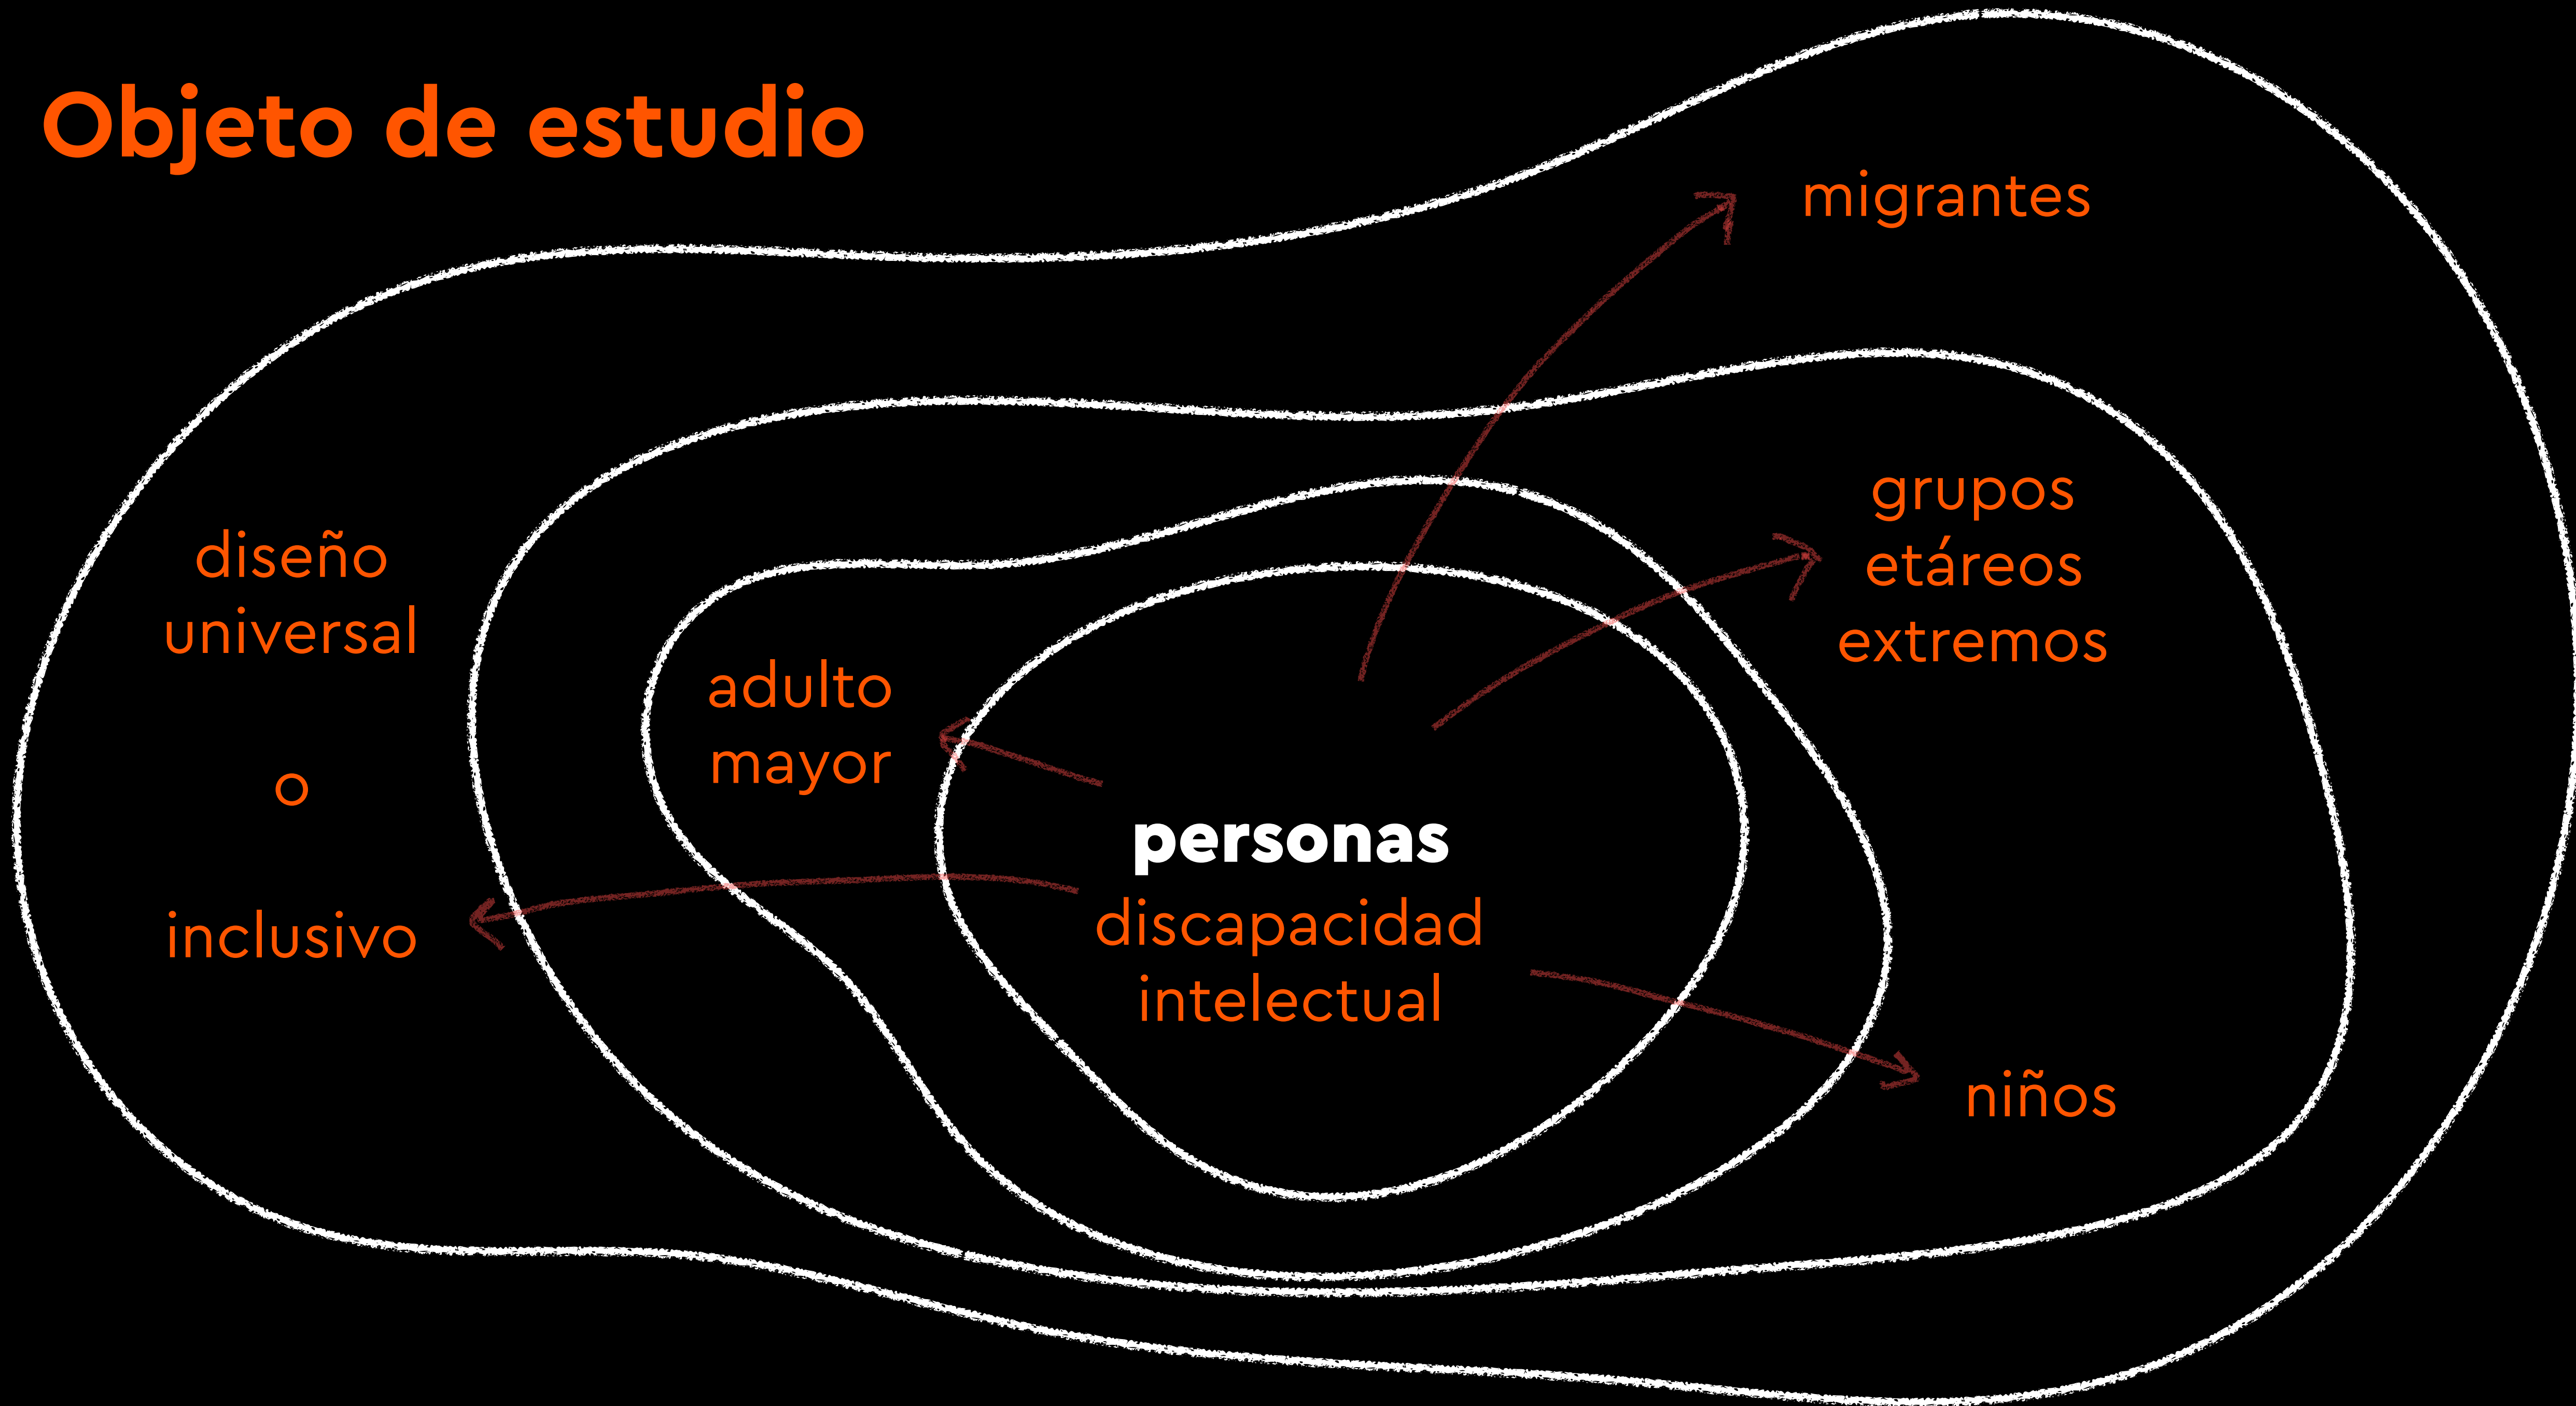 Objeto de estudio
migrantes
grupos
etáreos
extremos
diseño
universal
o
inclusivo
adulto
mayor
personas
discapacidad
intelectual
niños